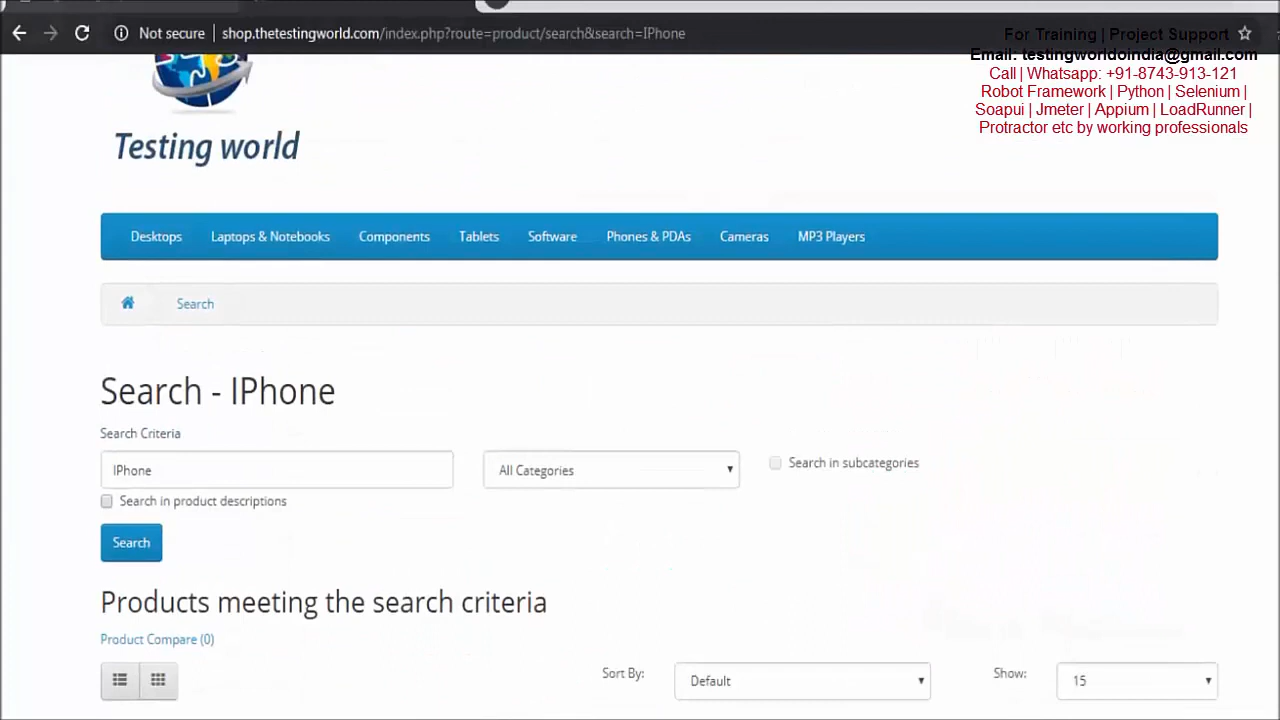 Not secure
shop.thetestingworld.com/index.php?route=product/search&search=IPhone
For Training | Project Support
Email: testingworldoindia@gmail.com
Call | Whatsapp: +91-8743-913-121
Robot Framework | Python | Selenium |
Soapui | Jmeter | Appium | LoadRunner |
Protractor etc by working professionals
Testing world
Desktops Laptops & Notebooks Components Tablets Software Phones & PDAs Cameras MP3 Players
Search
Search - IPhone
Search Criteria
IPhone All Categories Search in subcategories
Search in product descriptions
Search
Products meeting the search criteria
Product Compare (0)
Sort By: Default Show: 15